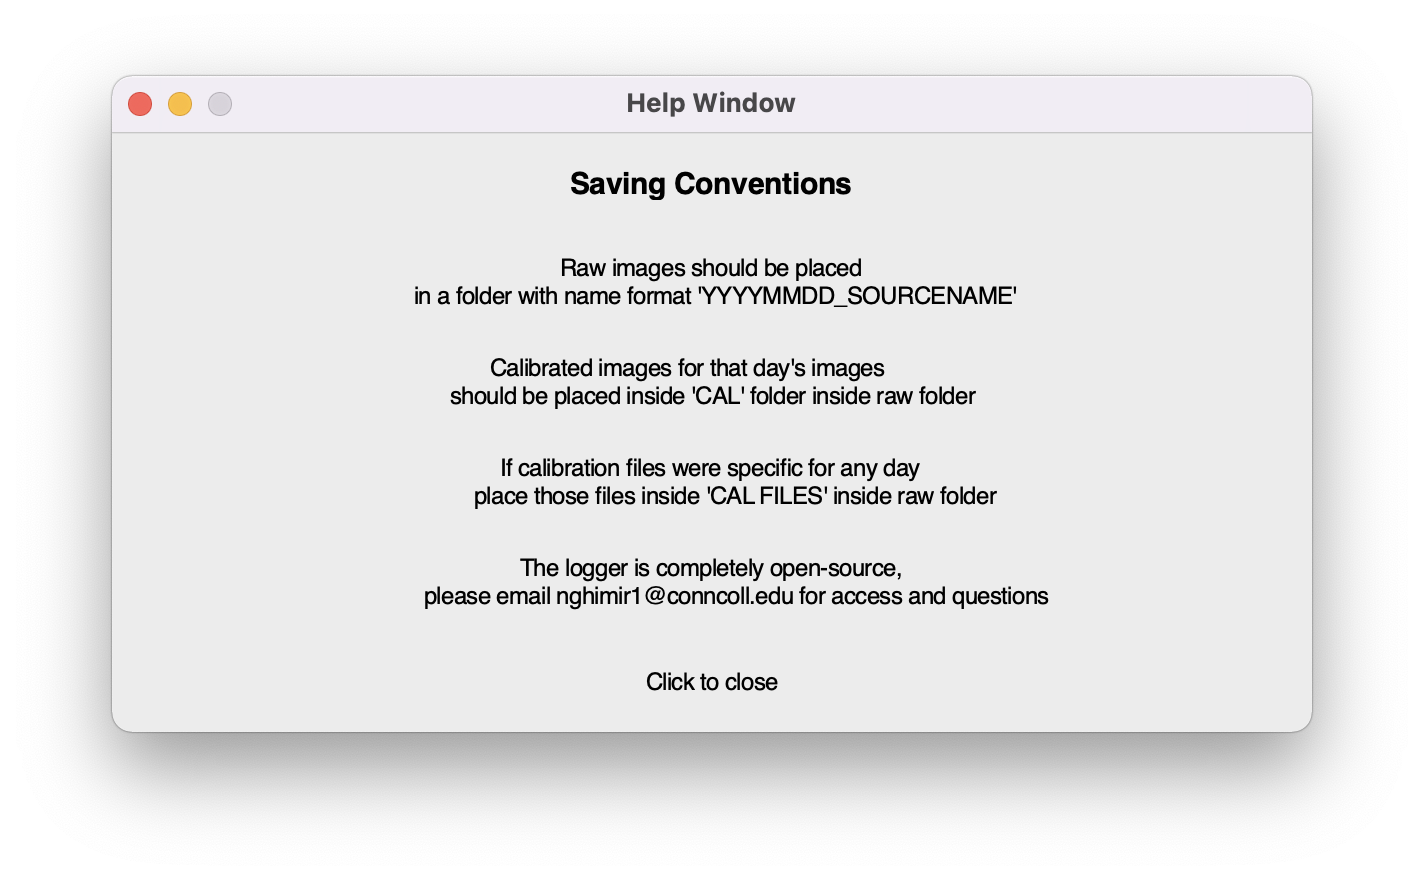 Help Window
Saving Conventions
Raw images should be placed
in a folder with name format 'YYYYMMDD_SOURCENAME'
Calibrated images for that day's images
should be placed inside 'CAL' folder inside raw folder
If calibration files were specific for any day
place those files inside 'CAL FILES' inside raw folder
The logger is completely open-source,
please email nghimir1@conncoll.edu for access and questions
Click to close